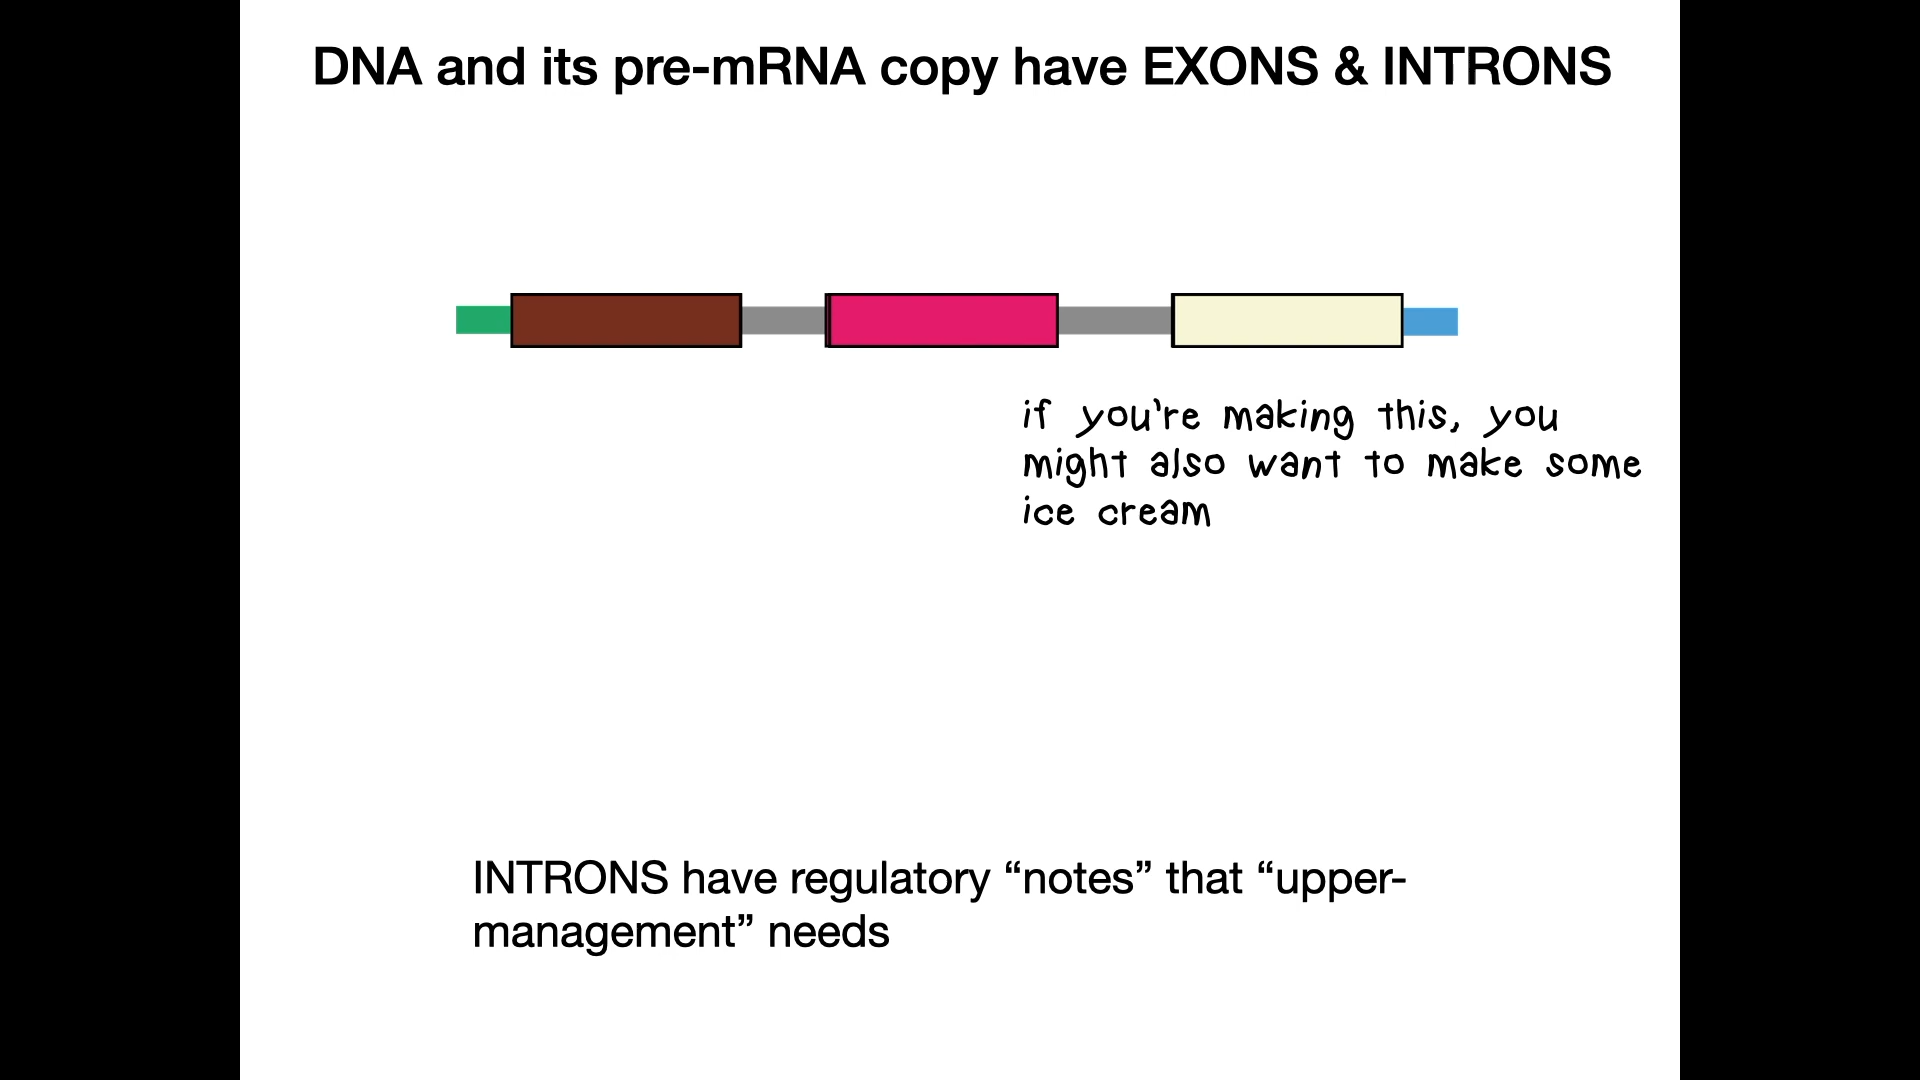 DNA and its pre-mRNA copy have EXONS & INTRONS
if you're making this, you
might also want to make some
ice cream
INTRONS have regulatory “notes” that “upper-
management” needs